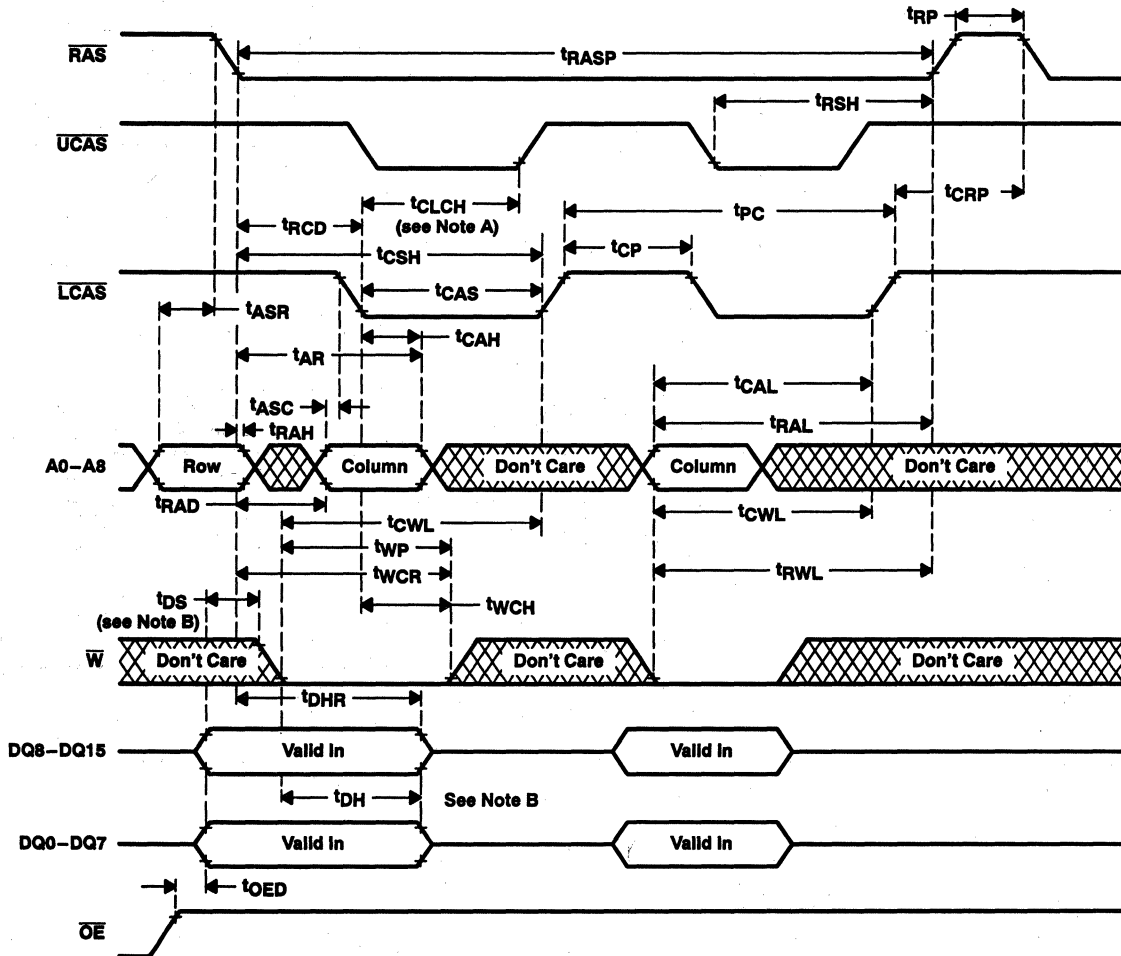 tRP
RAS
tRASP
tRSH
UCAS
tCLCH
(see Note A)
tRCD
tCRP
tPC
tCSH
tCP
LCAS
tCAS
tASR
tCAH
tAR
tCAL
tASC
tRAH
tRAL
A0–A8
Row
Column
Don't Care
Column
Don't Care
tRAD
tCWL
tCWL
tWP
tWCR
tRWL
tDS
(see Note B)
tWCH
W
Don't Care
Don't Care
Don't Care
tDHR
DQ8–DQ15
Valid In
Valid In
tDH
See Note B
DQ0–DQ7
Valid In
Valid In
tOED
OE